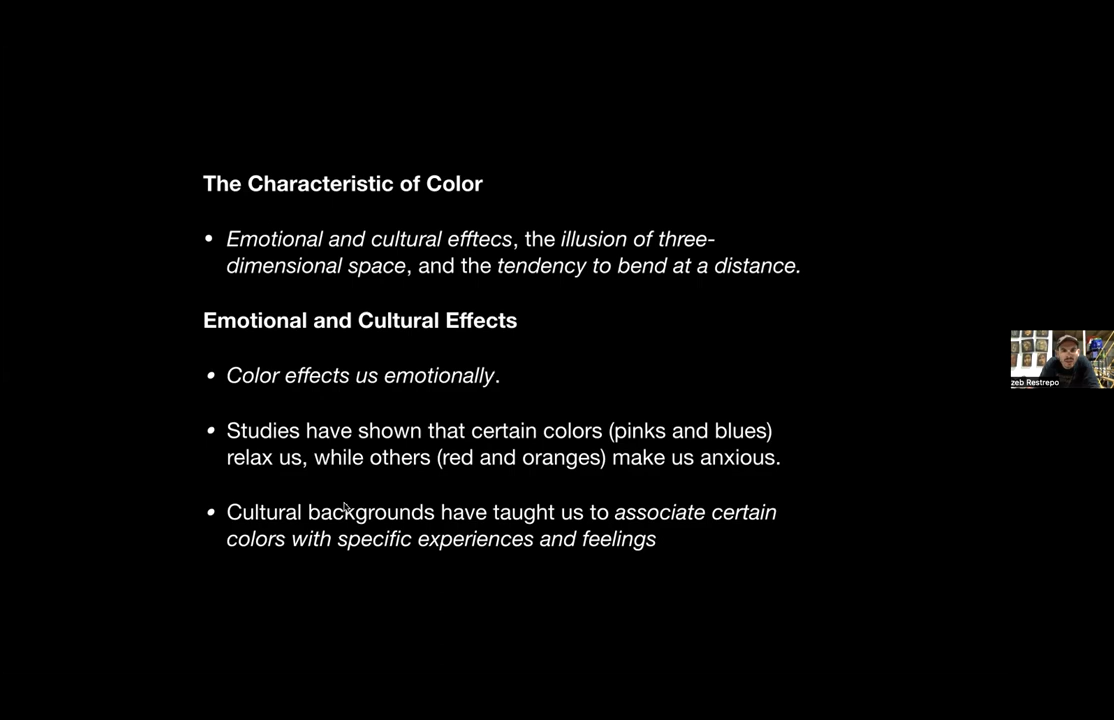 The Characteristic of Color
• Emotional and cultural efftecs, the illusion of three-
dimensional space, and the tendency to bend at a distance.
Emotional and Cultural Effects
• Color effects us emotionally.
• Studies have shown that certain colors (pinks and blues)
relax us, while others (red and oranges) make us anxious.
• Cultural backgrounds have taught us to associate certain
colors with specific experiences and feelings
zeb Restrepo